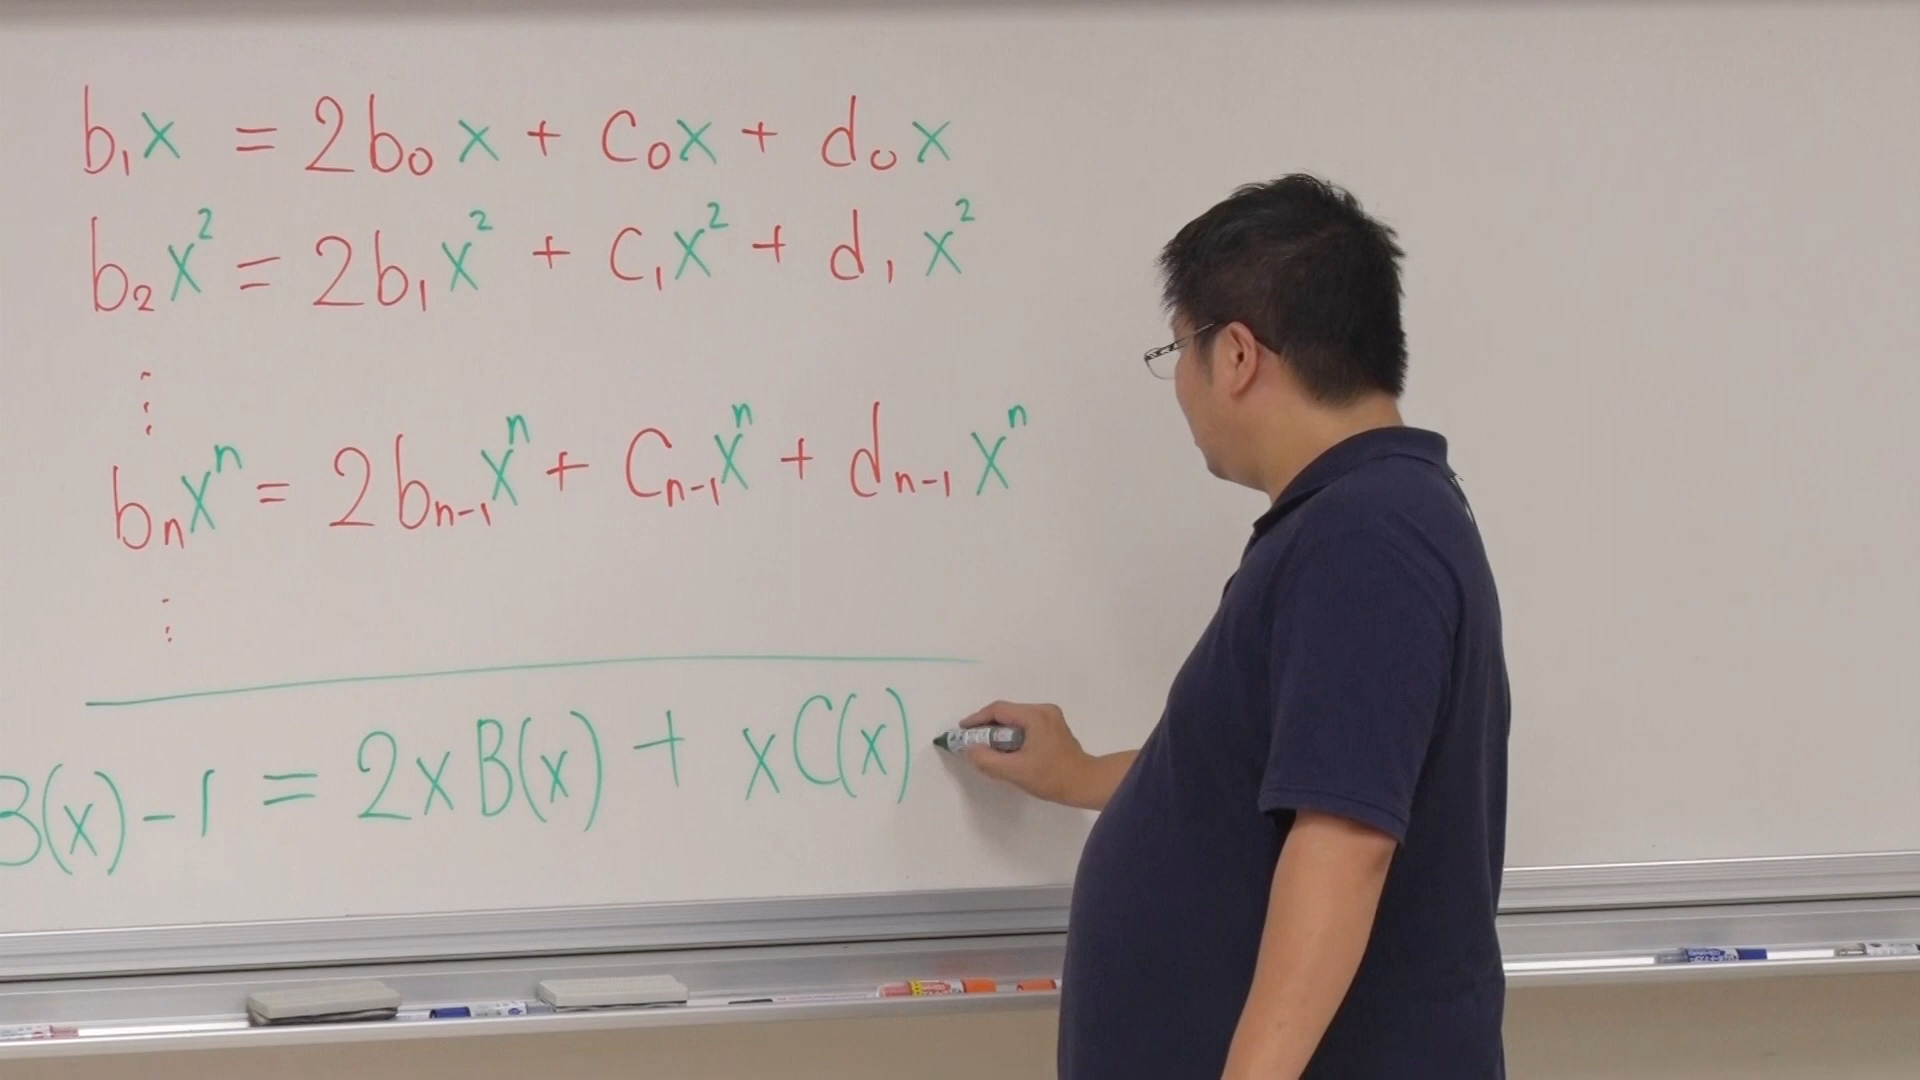 b₁x = 2b₀x + c₀x + d₀x
b₂x² = 2b₁x² + c₁x² + d₁x²
⋮
bₙxⁿ = 2bₙ₋₁xⁿ + cₙ₋₁xⁿ + dₙ₋₁xⁿ
⋮
B(x)-1 = 2xB(x) + xC(x)